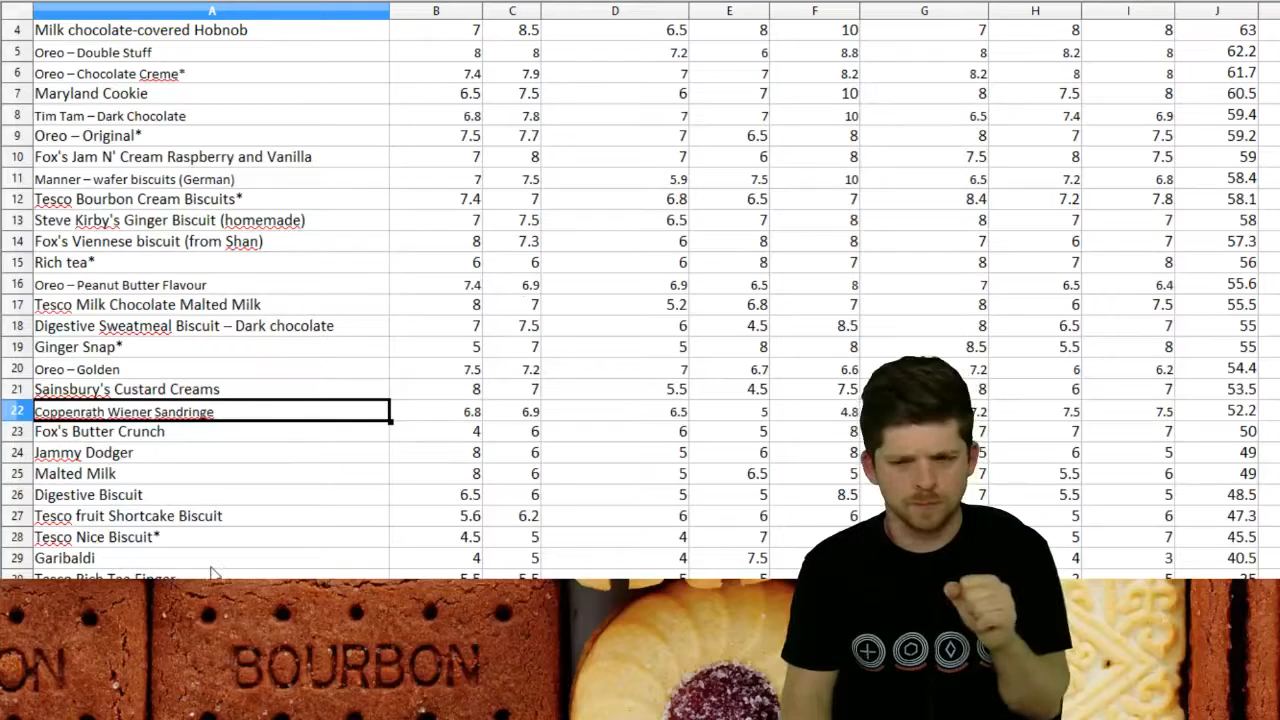 A B C D E F G H I J
4 Milk chocolate-covered Hobnob 7 8.5 6.5 8 10 7 8 8 63
5 Oreo – Double Stuff 8 8 7.2 6 8.8 8 8.2 8 62.2
6 Oreo – Chocolate Creme* 7.4 7.9 7 7 8.2 8.2 8 8 61.7
7 Maryland Cookie 6.5 7.5 6 7 10 8 7.5 8 60.5
8 Tim Tam – Dark Chocolate 6.8 7.8 7 7 10 6.5 7.4 6.9 59.4
9 Oreo – Original* 7.5 7.7 7 6.5 8 8 7 7.5 59.2
10 Fox's Jam N' Cream Raspberry and Vanilla 7 8 7 6 8 7.5 8 7.5 59
11 Manner – wafer biscuits (German) 7 7.5 5.9 7.5 10 6.5 7.2 6.8 58.4
12 Tesco Bourbon Cream Biscuits* 7.4 7 6.8 6.5 7 8.4 7.2 7.8 58.1
13 Steve Kirby's Ginger Biscuit (homemade) 7 7.5 6.5 7 8 8 7 7 58
14 Fox's Viennese biscuit (from Shan) 8 7.3 6 8 8 7 6 7 57.3
15 Rich tea* 6 6 6 8 7 8 7 8 56
16 Oreo – Peanut Butter Flavour 7.4 6.9 6.9 6.5 8 7 6.5 6.4 55.6
17 Tesco Milk Chocolate Malted Milk 8 7 5.2 6.8 7 8 6 7.5 55.5
18 Digestive Sweatmeal Biscuit – Dark chocolate 7 7.5 6 4.5 8.5 8 6.5 7 55
19 Ginger Snap* 5 7 5 8 8 8.5 5.5 8 55
20 Oreo – Golden 7.5 7.2 7 6.7 6.6 7.2 6 7.2 54.4
21 Sainsbury's Custard Creams 8 7 5.5 4.5 7.5 8 6 7 53.5
22 Coppenrath Wiener Sandringe 6.8 6.9 6.5 5 4.8 7.2 7.5 7.5 52.2
23 Fox's Butter Crunch 4 6 6 5 8 7 7 7 50
24 Jammy Dodger 8 6 5 6 8 5 6 5 49
25 Malted Milk 8 6 5 6.5 5 7 5.5 6 49
26 Digestive Biscuit 6.5 6 5 5 8.5 7 5.5 5 48.5
27 Tesco fruit Shortcake Biscuit 5.6 6.2 6 6 6 5 6 47.3
28 Tesco Nice Biscuit* 4.5 5 4 7 5 7 45.5
29 Garibaldi 4 5 4 7.5 4 3 40.5
Tesco Rich Tea Finger 5.5 5.5 5
ON BOURBON